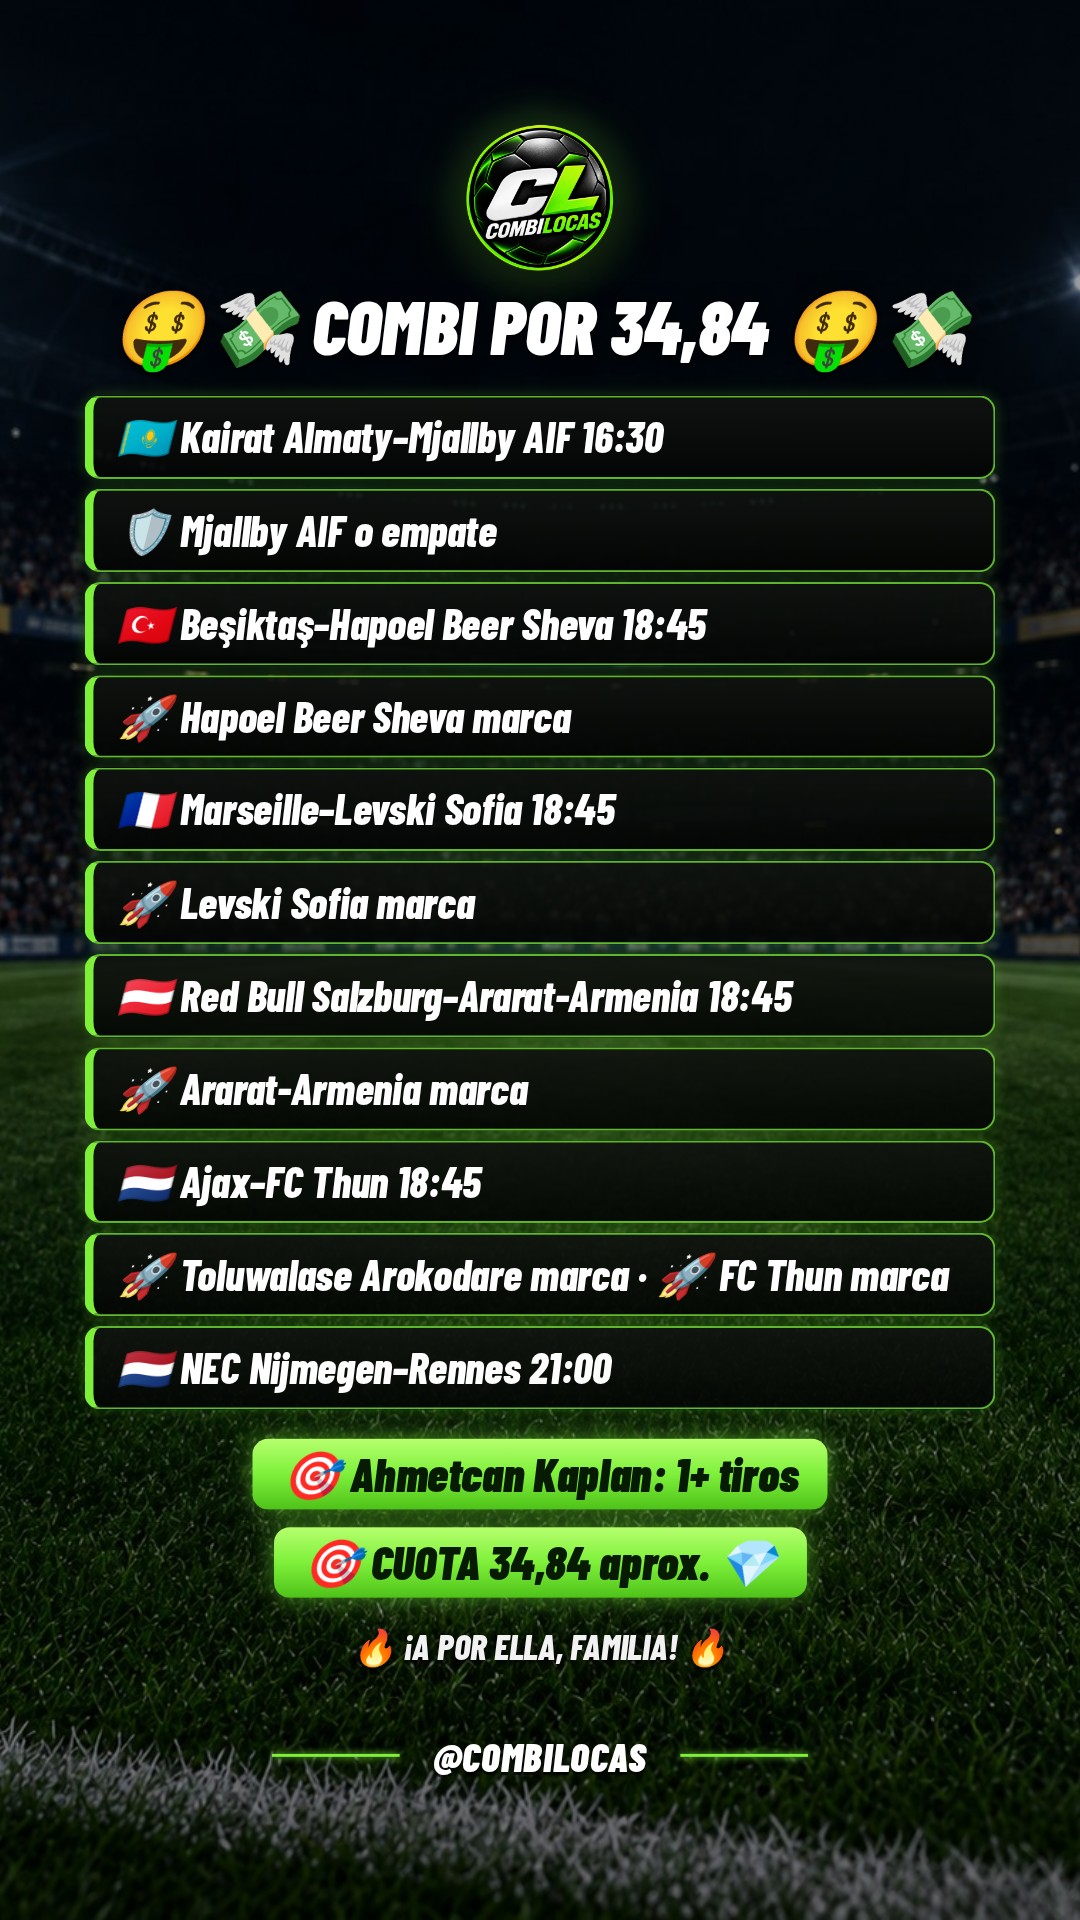 CL
COMBILOCAS
🤑💸 COMBI POR 34,84 🤑💸
🇰🇿 Kairat Almaty-Mjallby AIF 16:30
🛡️ Mjallby AIF o empate
🇹🇷 Beşiktaş-Hapoel Beer Sheva 18:45
🚀 Hapoel Beer Sheva marca
🇫🇷 Marseille-Levski Sofia 18:45
🚀 Levski Sofia marca
🇦🇹 Red Bull Salzburg-Ararat-Armenia 18:45
🚀 Ararat-Armenia marca
🇳🇱 Ajax-FC Thun 18:45
🚀 Toluwalase Arokodare marca · 🚀 FC Thun marca
🇳🇱 NEC Nijmegen-Rennes 21:00
🎯 Ahmetcan Kaplan: 1+ tiros
🎯 CUOTA 34,84 aprox. 💎
🔥 ¡A POR ELLA, FAMILIA! 🔥
@COMBILOCAS